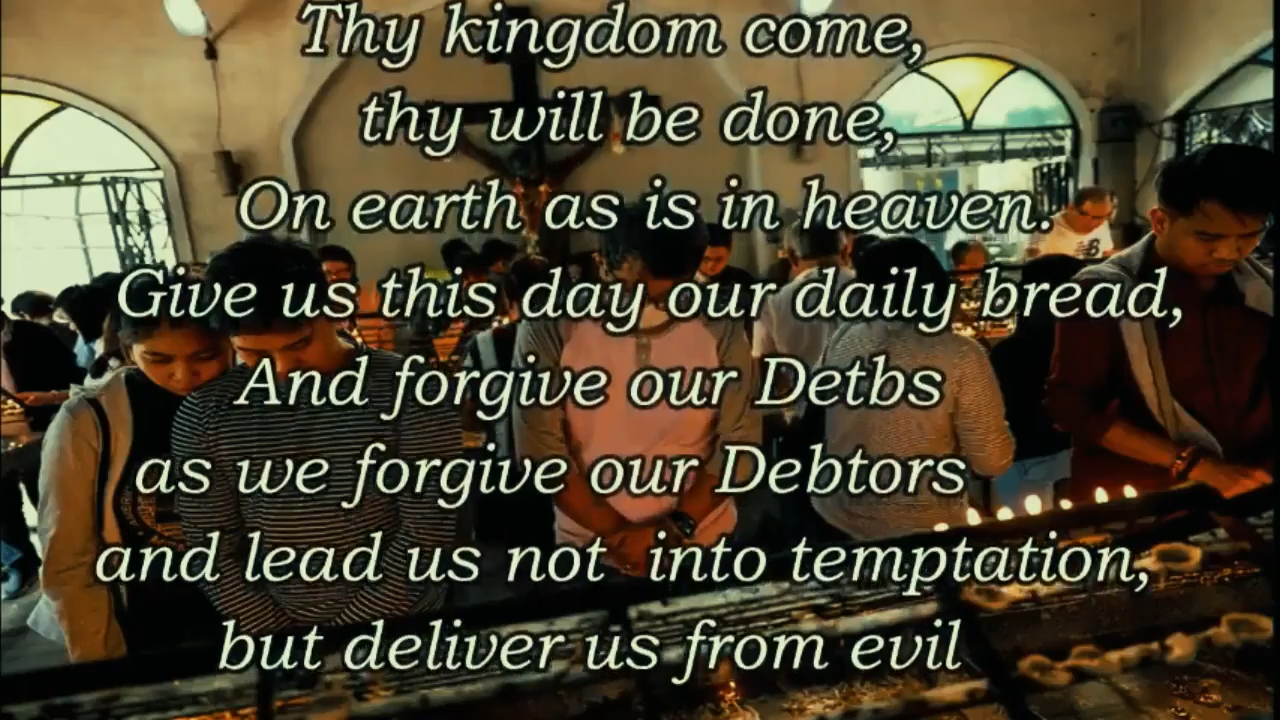 Thy kingdom come,
thy will be done,
On earth as is in heaven.
Give us this day our daily bread,
And forgive our Detbs
as we forgive our Debtors
and lead us not into temptation,
but deliver us from evil